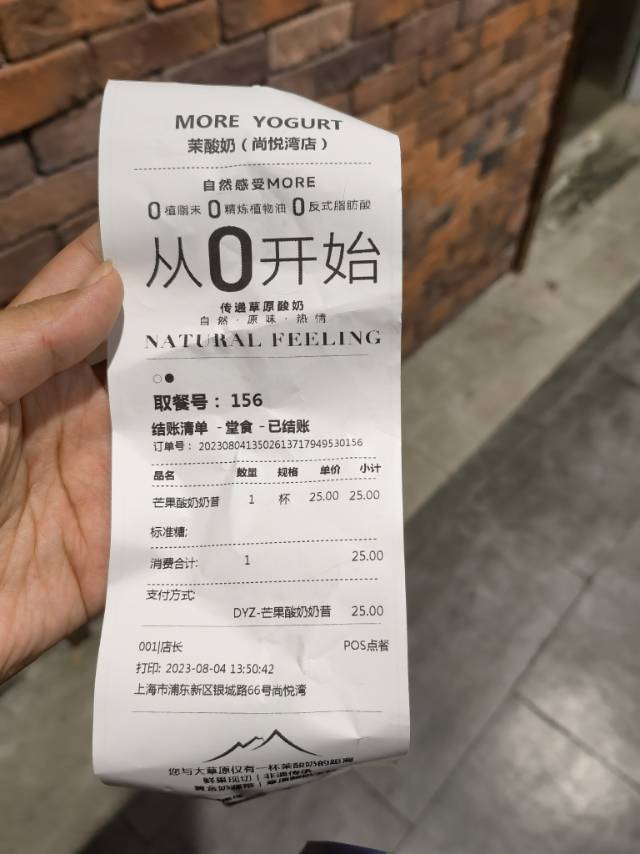 MORE YOGURT
茉酸奶（尚悦湾店）
自然感受MORE
0植脂末 0精炼植物油 0反式脂肪酸
从0开始
传递草原酸奶
自然·原味·热情
NATURAL FEELING
取餐号：156
结账清单 -堂食 -已结账
订单号：2023080413502613717949530156
品名 数量 规格 单价 小计
芒果酸奶奶昔 1 杯 25.00 25.00
标准糖;
消费合计: 1 25.00
支付方式:
DYZ-芒果酸奶奶昔 25.00
001|店长 POS点餐
打印: 2023-08-04 13:50:42
上海市浦东新区银城路66号尚悦湾
您与大草原仅有一杯茉酸奶的距离
鲜果现切 | 非遗传承